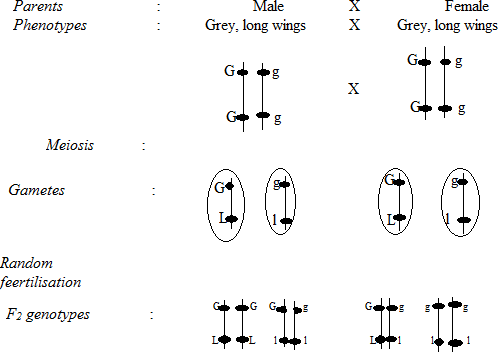 Parents : Male X Female
Phenotypes : Grey, long wings X Grey, long wings
G g G g
X
G g G g
Meiosis :
G g G g
Gametes :
L l L l
Random
feertilisation
G G G g G g g g
F2 genotypes :
L L l l L l l l